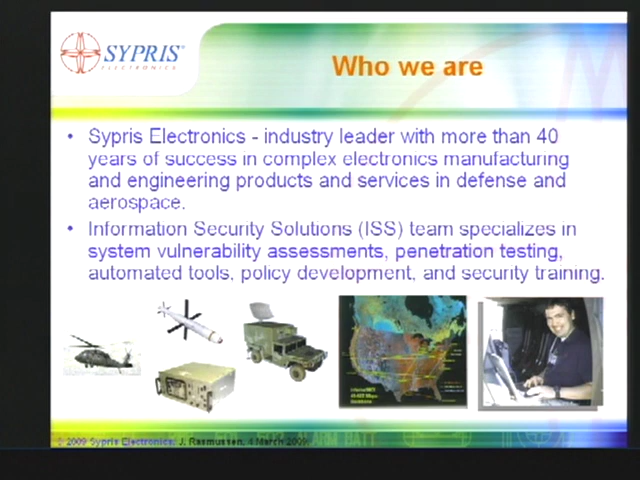 SYPRIS
ELECTRONICS
Who we are
• Sypris Electronics - industry leader with more than 40
years of success in complex electronics manufacturing
and engineering products and services in defense and
aerospace.
• Information Security Solutions (ISS) team specializes in
system vulnerability assessments, penetration testing,
automated tools, policy development, and security training.
© 2009 Sypris Electronics, J. Rasmussen, 4 March 2009